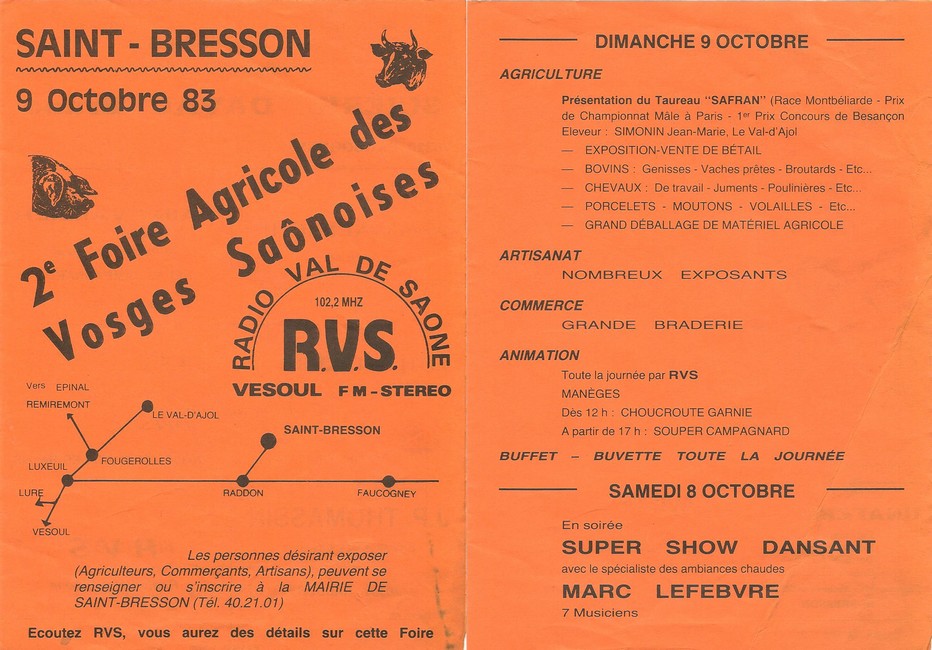 SAINT - BRESSON
9 Octobre 83
2e Foire Agricole des
Vosges Saônoises
RADIO VAL DE SAONE
102,2 MHZ
R.V.S.
VESOUL FM - STEREO
Vers EPINAL
REMIREMONT
LE VAL-D'AJOL
SAINT-BRESSON
FOUGEROLLES
LUXEUIL
LURE
RADDON
FAUCOGNEY
VESOUL
Les personnes désirant exposer
(Agriculteurs, Commerçants, Artisans), peuvent se
renseigner ou s'inscrire à la MAIRIE DE
SAINT-BRESSON (Tél. 40.21.01)
Ecoutez RVS, vous aurez des détails sur cette Foire
DIMANCHE 9 OCTOBRE
AGRICULTURE
Présentation du Taureau "SAFRAN" (Race Montbéliarde - Prix
de Championnat Mâle à Paris - 1er Prix Concours de Besançon
Eleveur : SIMONIN Jean-Marie, Le Val-d'Ajol
— EXPOSITION-VENTE DE BÉTAIL
— BOVINS : Genisses - Vaches prêtes - Broutards - Etc...
— CHEVAUX : De travail - Juments - Poulinières - Etc...
— PORCELETS - MOUTONS - VOLAILLES - Etc...
— GRAND DÉBALLAGE DE MATÉRIEL AGRICOLE
ARTISANAT
NOMBREUX EXPOSANTS
COMMERCE
GRANDE BRADERIE
ANIMATION
Toute la journée par RVS
MANÈGES
Dès 12 h : CHOUCROUTE GARNIE
A partir de 17 h : SOUPER CAMPAGNARD
BUFFET – BUVETTE TOUTE LA JOURNÉE
SAMEDI 8 OCTOBRE
En soirée
SUPER SHOW DANSANT
avec le spécialiste des ambiances chaudes
MARC LEFEBVRE
7 Musiciens